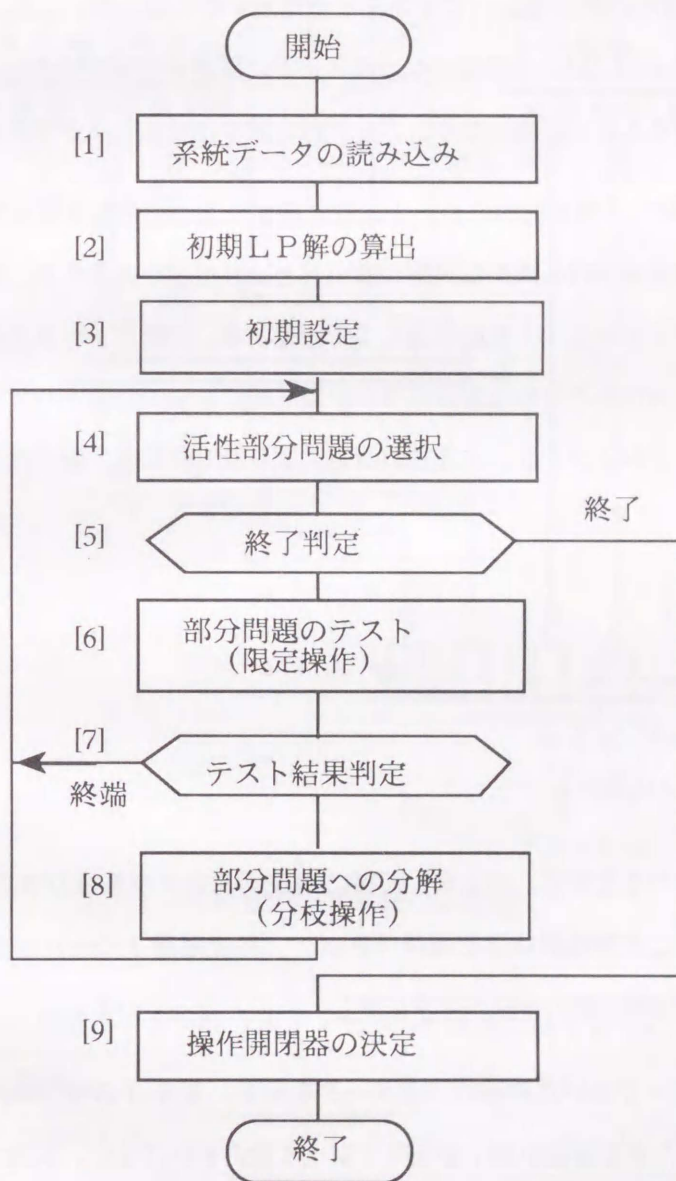 開始
[1]
系統データの読み込み
[2]
初期LP解の算出
[3]
初期設定
[4]
活性部分問題の選択
終了
[5]
終了判定
[6]
部分問題のテスト
(限定操作)
[7]
テスト結果判定
終端
[8]
部分問題への分解
(分枝操作)
[9]
操作開閉器の決定
終了